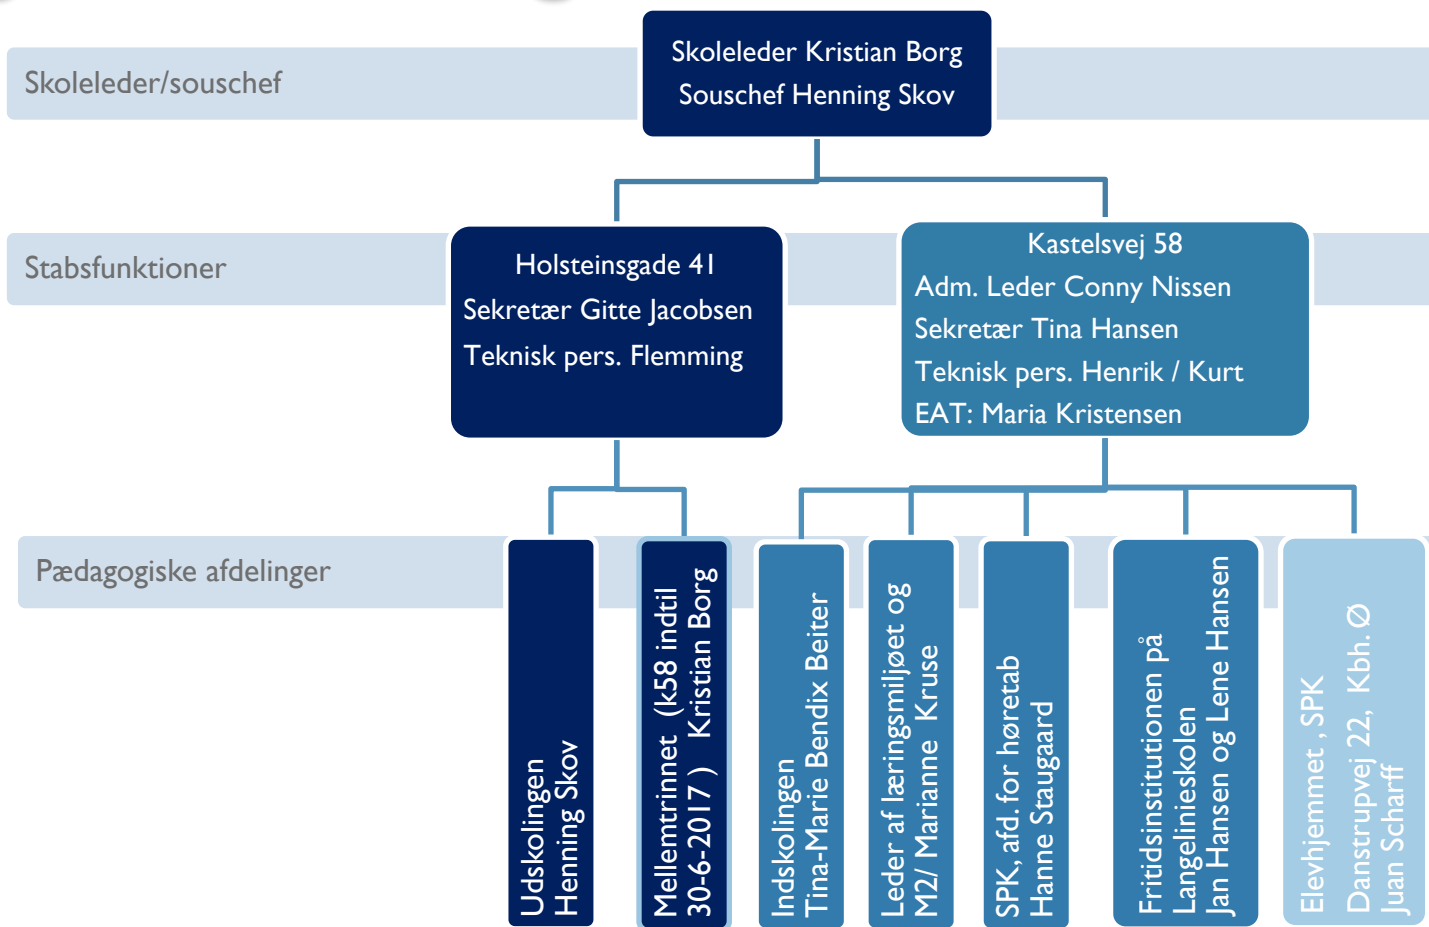 Skoleleder/souschef
Skoleleder Kristian Borg
Souschef Henning Skov
Stabsfunktioner
Holsteinsgade 41
Sekretær Gitte Jacobsen
Teknisk pers. Flemming
Kastelsvej 58
Adm. Leder Conny Nissen
Sekretær Tina Hansen
Teknisk pers. Henrik / Kurt
EAT: Maria Kristensen
Pædagogiske afdelinger
Udskolingen
Henning Skov
Mellemtrinnet (k58 indtil
30-6-2017 ) Kristian Borg
Indskolingen
Tina-Marie Bendix Beiter
Leder af læringsmiljøet og
M2/ Marianne Kruse
SPK, afd. for høretab
Hanne Staugaard
Fritidsinstitutionen på
Langelinieskolen
Jan Hansen og Lene Hansen
Elevhjemmet , SPK
Danstrupvej 22, Kbh. Ø
Juan Scharff